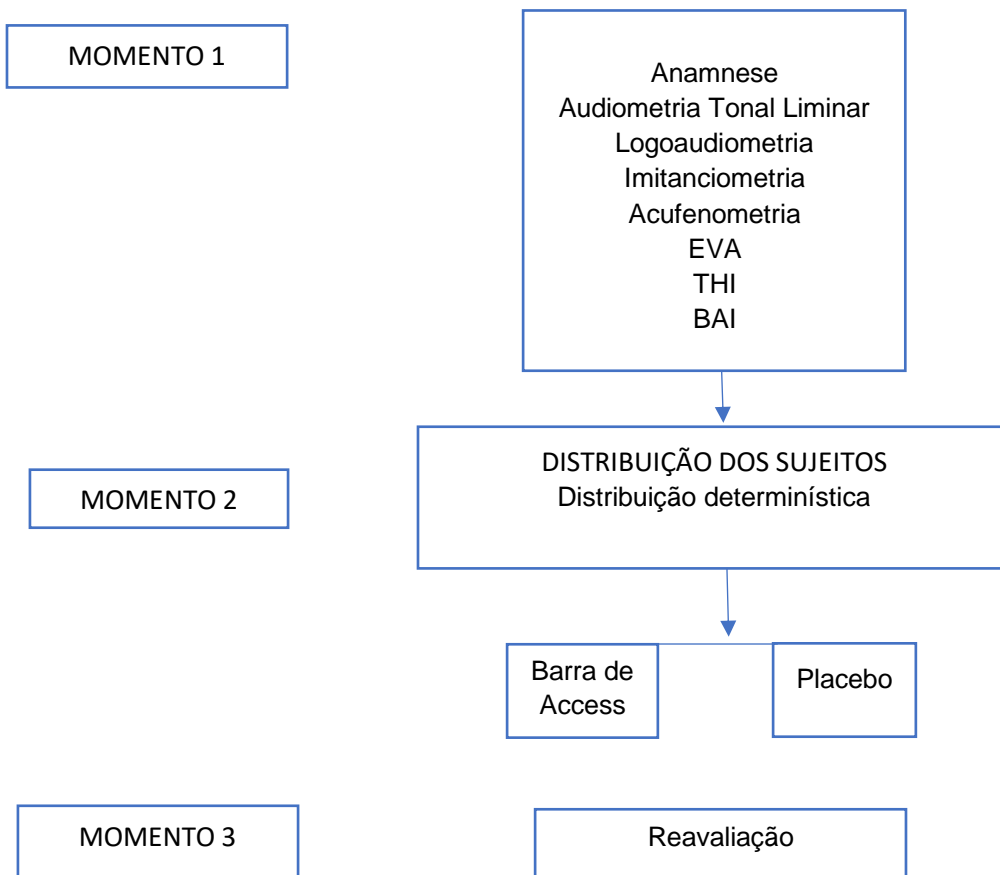 MOMENTO 1
Anamnese
Audiometria Tonal Liminar
Logoaudiometria
Imitanciometria
Acufenometria
EVA
THI
BAI
MOMENTO 2
DISTRIBUIÇÃO DOS SUJEITOS
Distribuição determinística
Barra de
Access
Placebo
MOMENTO 3
Reavaliação